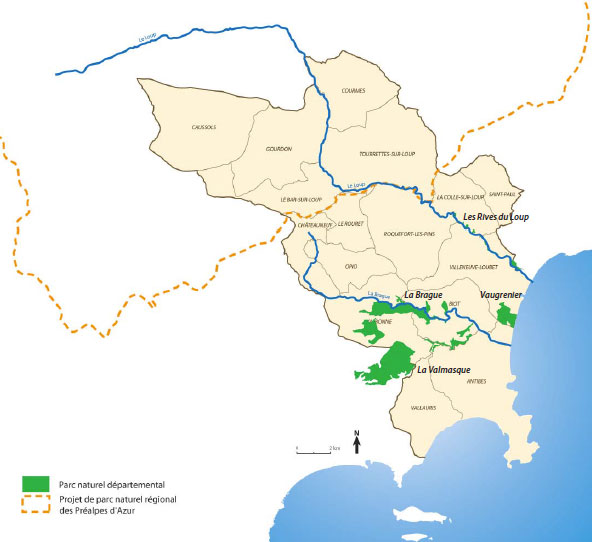 Le Loup
COURMES
CAUSSOLS
GOURDON
TOURRETTES-SUR-LOUP
Le Loup
LE BAR-SUR-LOUP
LA COLLE-SUR-LOUP
SAINT-PAUL
Les Rives du Loup
CHÂTEAUNEUF
LE ROURET
ROQUEFORT-LES-PINS
OPIO
VILLENEUVE-LOUBET
La Brague
La Brague
BIOT
Vaugrenier
La Valmasque
ANTIBES
VALLAURIS
N
0
2 km
Parc naturel départemental
Projet de parc naturel régional
des Préalpes d'Azur